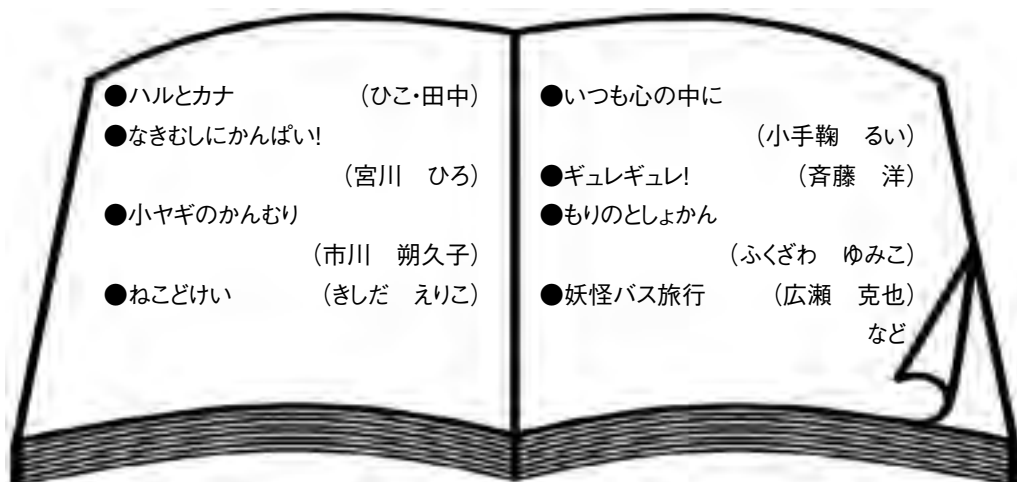 ●ハルとカナ　　　　(ひこ・田中)
●なきむしにかんぱい!
(宮川　ひろ)
●小ヤギのかんむり
(市川　朔久子)
●ねこどけい　　(きしだ　えりこ)
●いつも心の中に
(小手鞠　るい)
●ギュレギュレ!　　　(斉藤　洋)
●もりのとしょかん
(ふくざわ　ゆみこ)
●妖怪バス旅行　　(広瀬　克也)
など